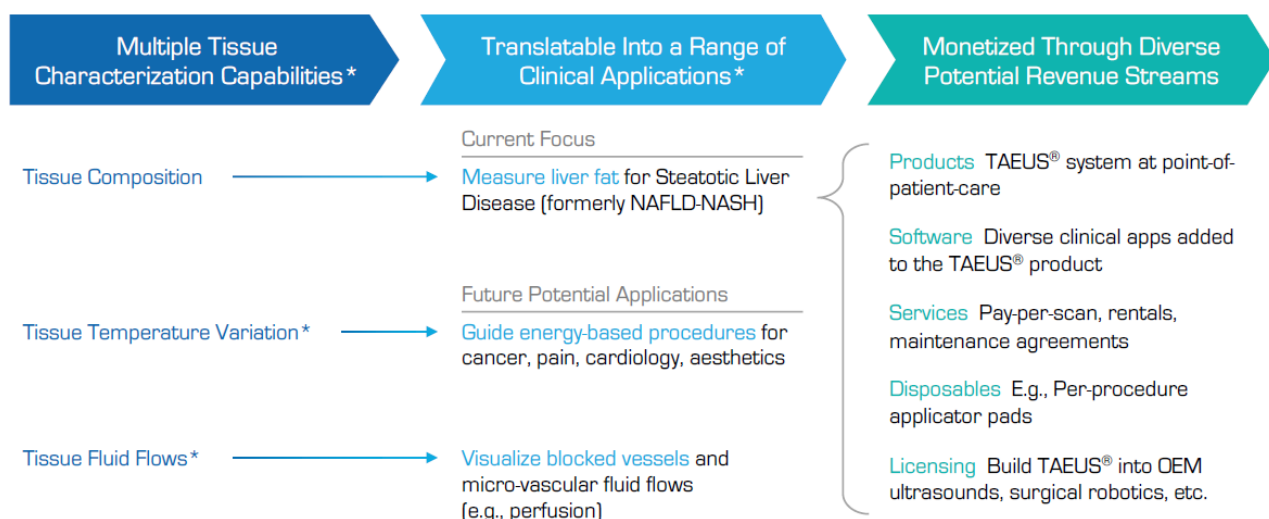 Multiple Tissue
Characterization Capabilities*
Translatable Into a Range of
Clinical Applications*
Monetized Through Diverse
Potential Revenue Streams
Tissue Composition
Current Focus
Measure liver fat for Steatotic Liver
Disease (formerly NAFLD-NASH)
Tissue Temperature Variation*
Future Potential Applications
Guide energy-based procedures for
cancer, pain, cardiology, aesthetics
Tissue Fluid Flows*
Visualize blocked vessels and
micro-vascular fluid flows
(e.g., perfusion)
Products TAEUS® system at point-of-
patient-care
Software Diverse clinical apps added
to the TAEUS® product
Services Pay-per-scan, rentals,
maintenance agreements
Disposables E.g., Per-procedure
applicator pads
Licensing Build TAEUS® into OEM
ultrasounds, surgical robotics, etc.